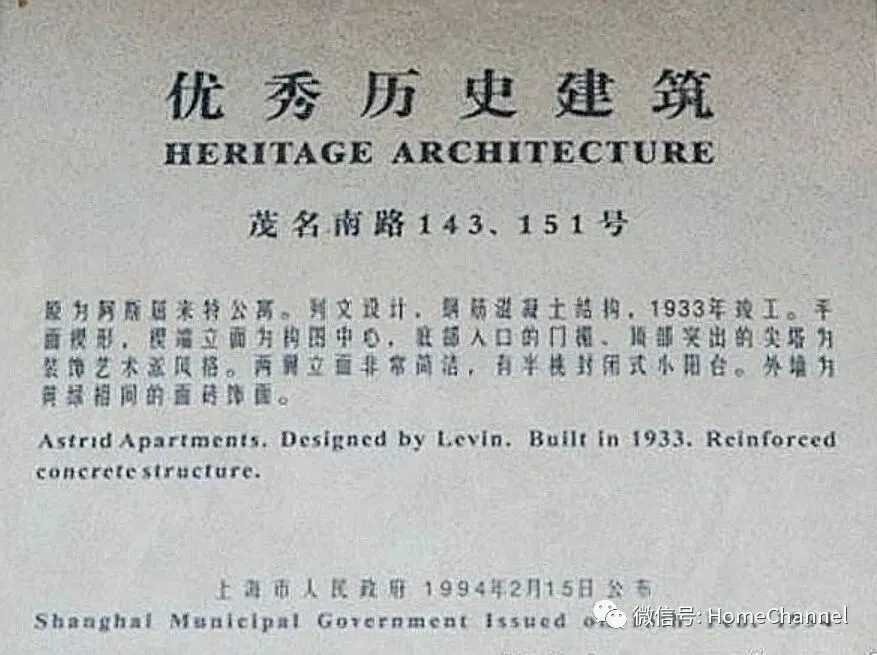 优秀历史建筑
HERITAGE ARCHITECTURE
茂名南路143、151号
原为阿斯屈来特公寓。列文设计，钢筋混凝土结构，1933年竣工。平
面楔形，楔端立面为构图中心，底部入口的门楣、顶部突出的尖塔为
装饰艺术派风格。两翼立面非常简洁，有半挑封闭式小阳台。外墙为
黄绿相间的面砖饰面。
Astrid Apartments. Designed by Levin. Built in 1933. Reinforced
concrete structure.
上海市人民政府 1994年2月15日公布
Shanghai Municipal Government Issued
微信号: HomeChannel